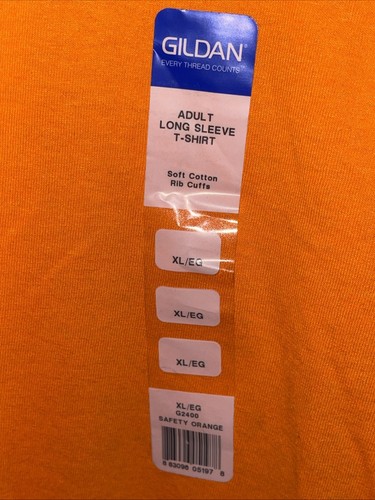 GILDAN
EVERY THREAD COUNTS
ADULT
LONG SLEEVE
T-SHIRT
Soft Cotton
Rib Cuffs
XL/EG
XL/EG
XL/EG
XL/EG
G2400
SAFETY ORANGE
8 83096 05197 8